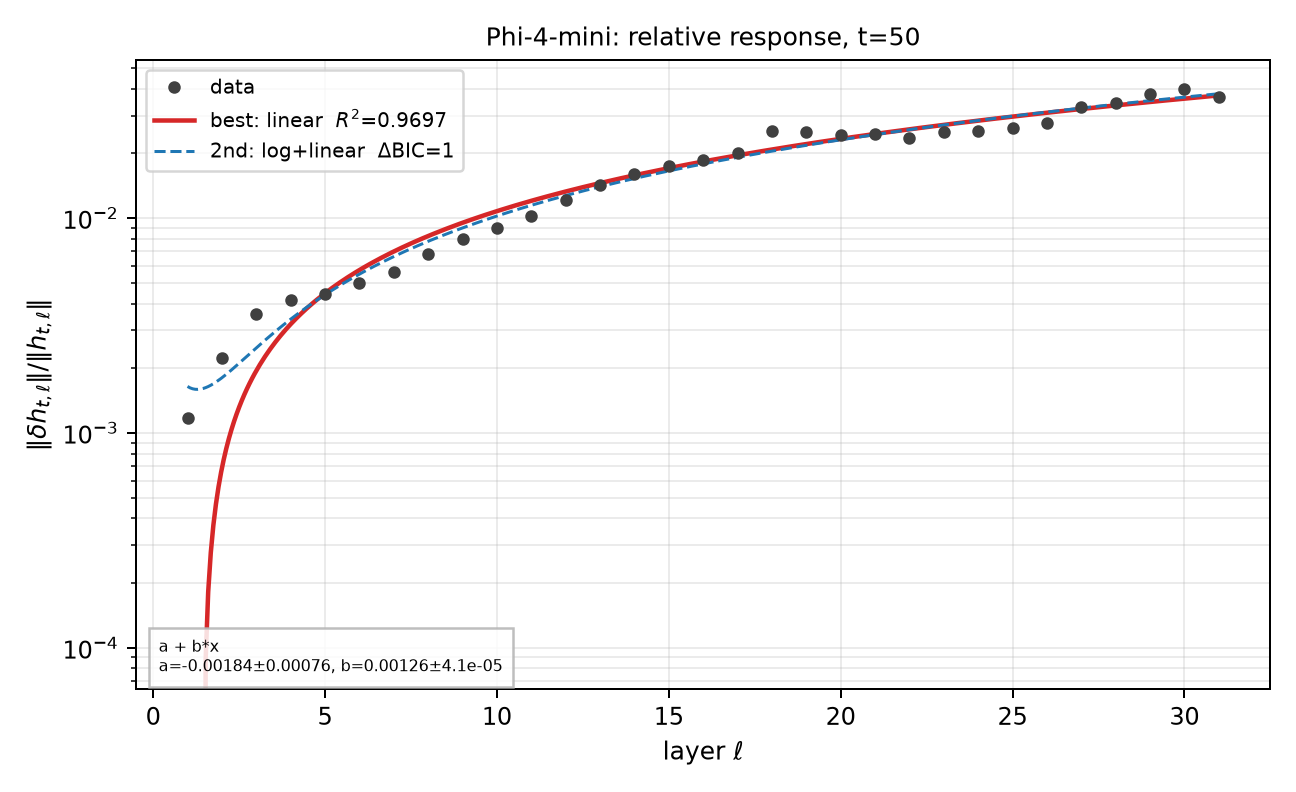 Phi-4-mini: relative response, t=50
data
best: linear R²=0.9697
2nd: log+linear ΔBIC=1
‖δhₜ,ℓ‖/‖hₜ,ℓ‖
10⁻²
10⁻³
10⁻⁴
a + b*x
a=-0.00184±0.00076, b=0.00126±4.1e-05
0 5 10 15 20 25 30
layer ℓ